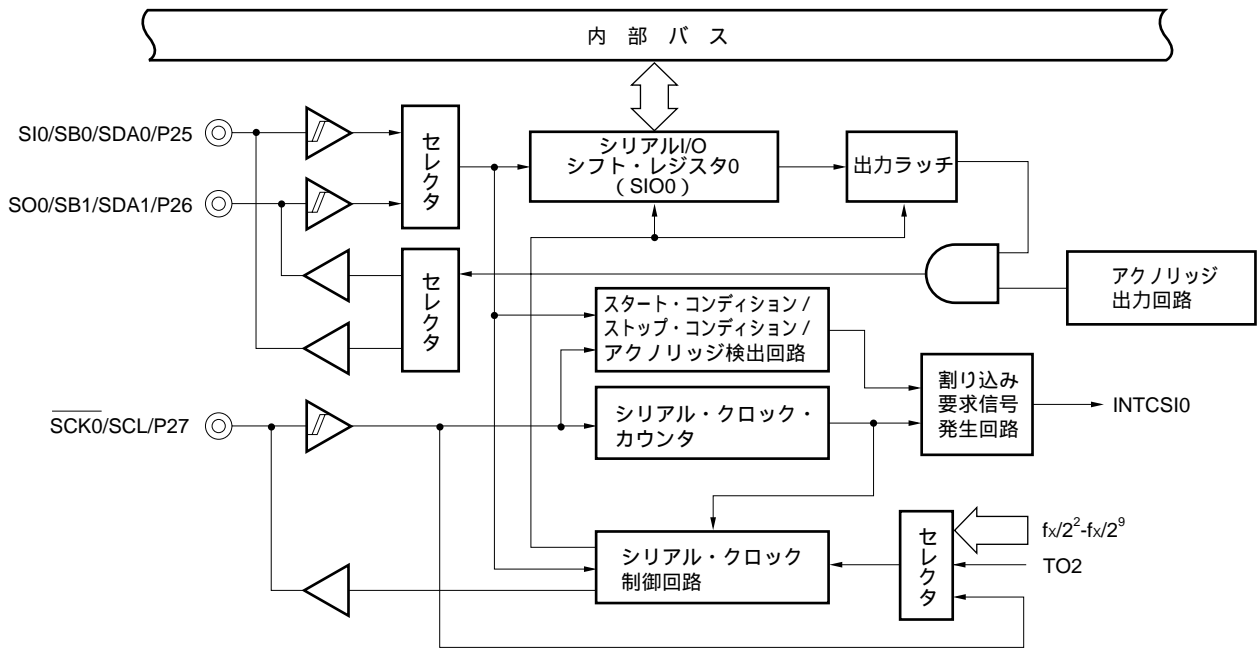 内 部 バ ス
SI0/SB0/SDA0/P25
セレクタ
シリアルI/O
シフト・レジスタ0
(SIO0)
出力ラッチ
SO0/SB1/SDA1/P26
セレクタ
アクノリッジ
出力回路
スタート・コンディション/
ストップ・コンディション/
アクノリッジ検出回路
割り込み
要求信号
発生回路
INTCSI0
SCK0/SCL/P27
シリアル・クロック・
カウンタ
シリアル・クロック
制御回路
セレクタ
fx/2²-fx/2⁹
TO2